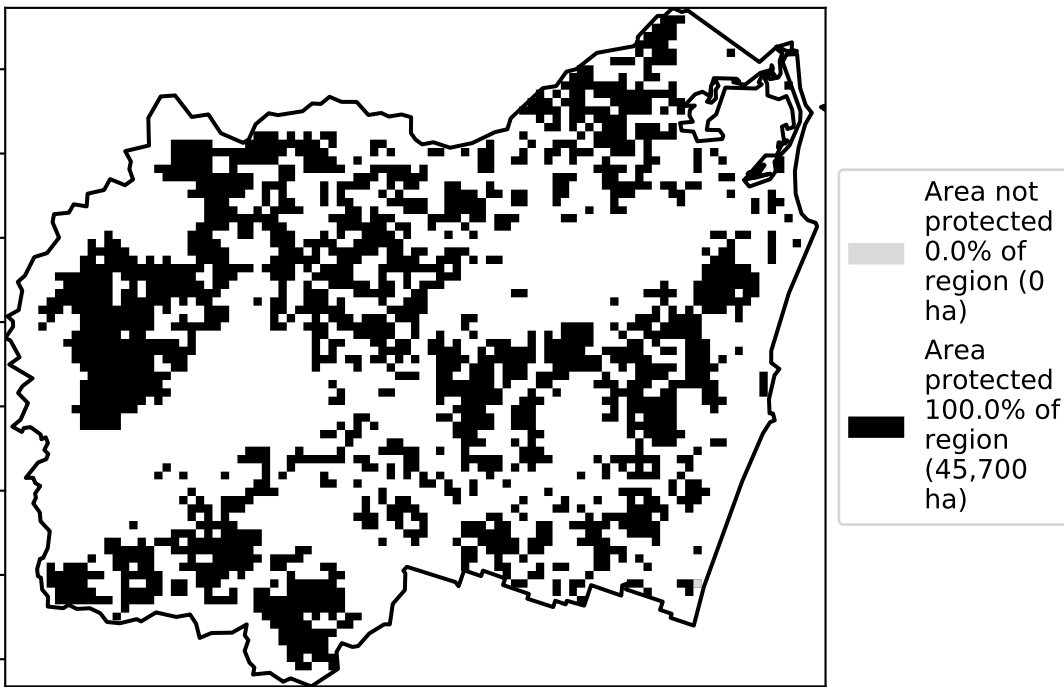 Area not
protected
0.0% of
region (0
ha)
Area
protected
100.0% of
region
(45,700
ha)